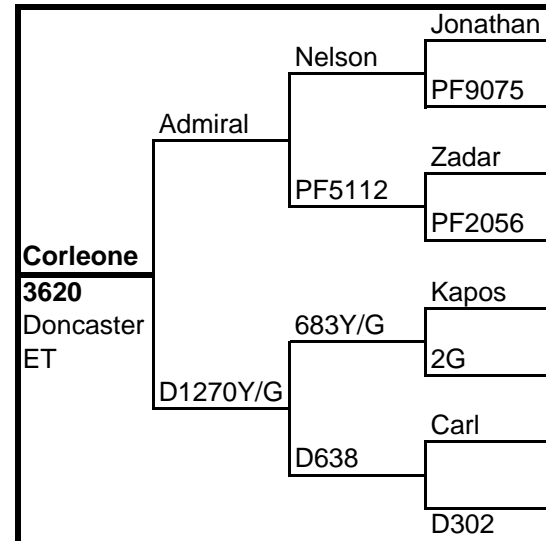 Jonathan
Nelson
PF9075
Admiral
Zadar
PF5112
PF2056
Corleone
3620
Doncaster
ET
Kapos
683Y/G
2G
D1270Y/G
Carl
D638
D302